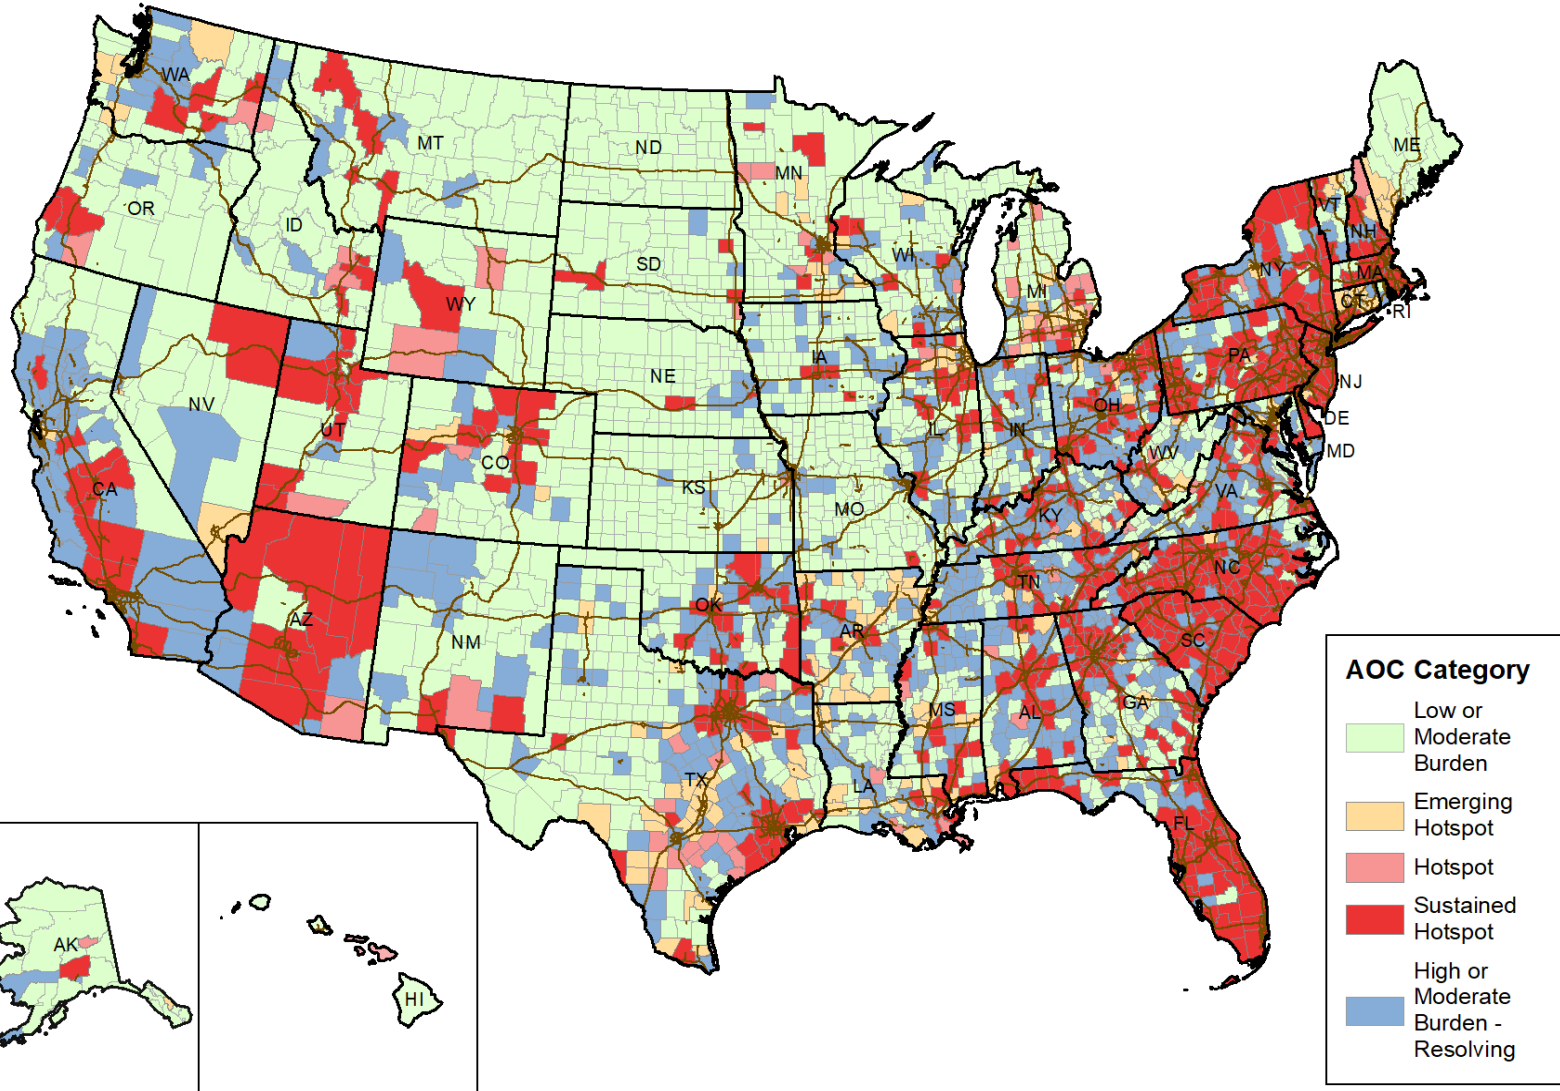 WA
MT
ND
MN
ME
OR
ID
SD
WI
VT
NH
NY
MA
MI
CT
RI
WY
IA
PA
NE
NJ
NV
OH
DE
UT
IL
IN
MD
CO
WV
CA
KS
MO
VA
KY
NC
TN
OK
AZ
AR
NM
SC
MS
GA
AL
TX
LA
FL
AK
HI
AOC Category
Low or
Moderate
Burden
Emerging
Hotspot
Hotspot
Sustained
Hotspot
High or
Moderate
Burden -
Resolving